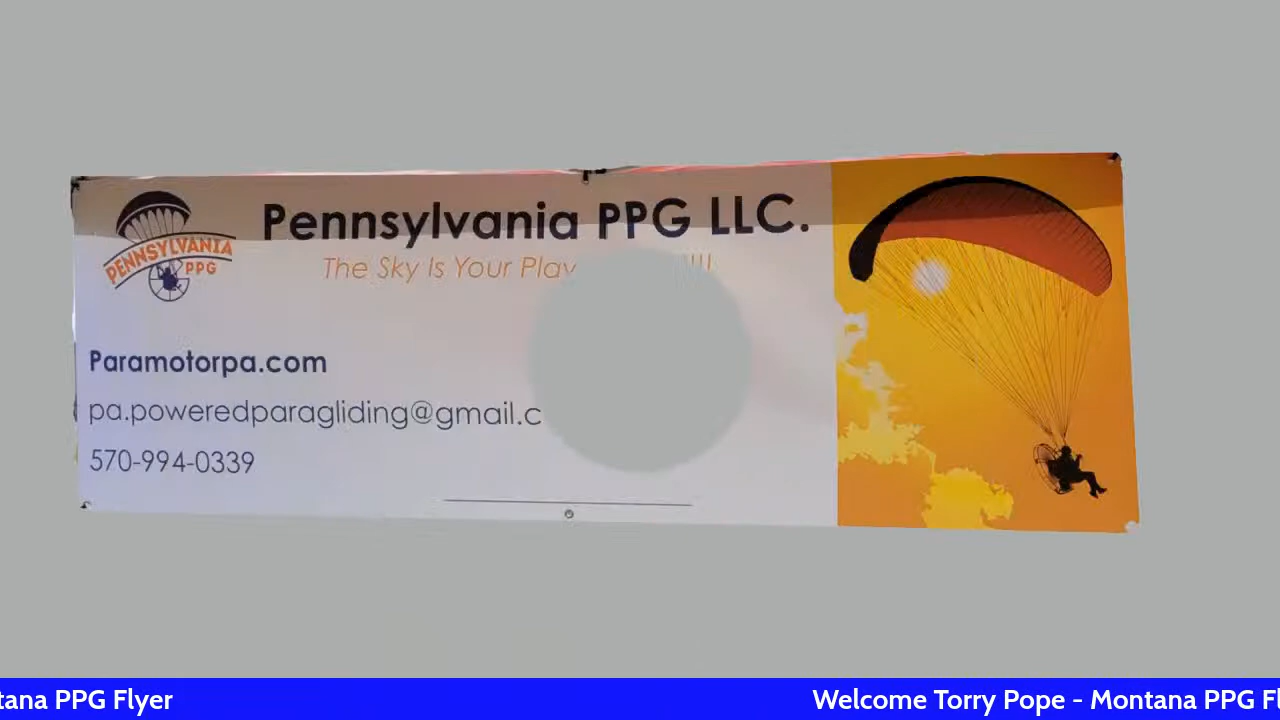 Pennsylvania PPG LLC.
PENNSYLVANIA
PPG
The Sky Is Your Play !!!!
Paramotorpa.com
pa.poweredparagliding@gmail.c
570-994-0339
tana PPG Flyer
Welcome Torry Pope - Montana PPG Fl